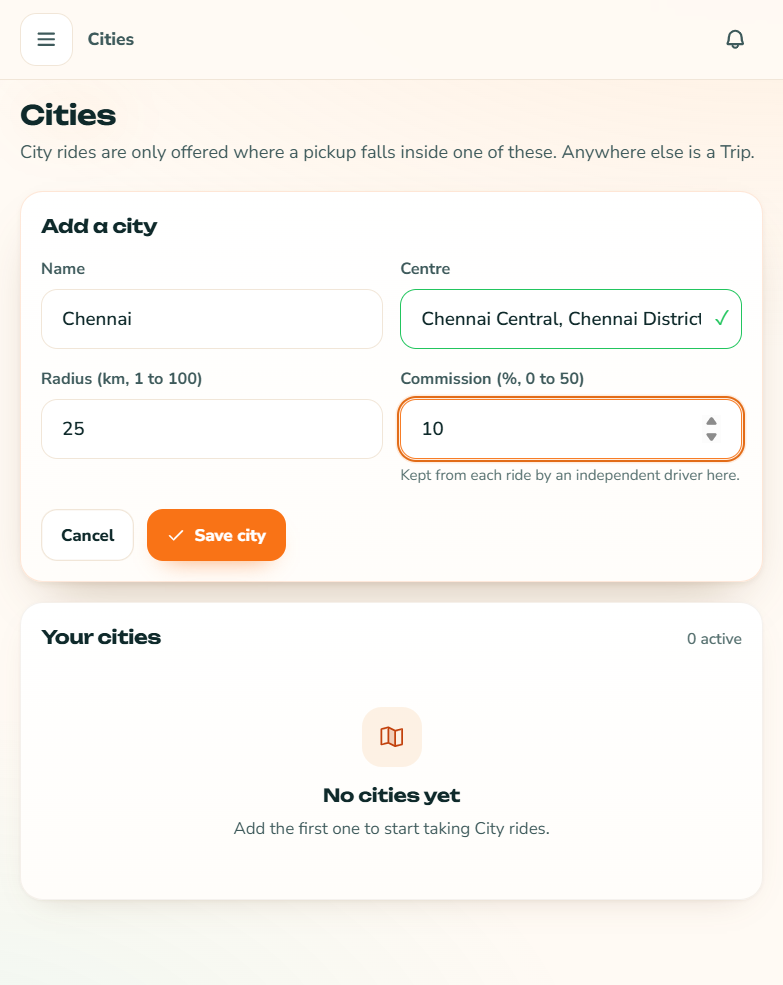 Cities
Cities
City rides are only offered where a pickup falls inside one of these. Anywhere else is a Trip.
Add a city
Name
Centre
Chennai
Chennai Central, Chennai District
Radius (km, 1 to 100)
Commission (%, 0 to 50)
25
10
Kept from each ride by an independent driver here.
Cancel
Save city
Your cities
0 active
No cities yet
Add the first one to start taking City rides.